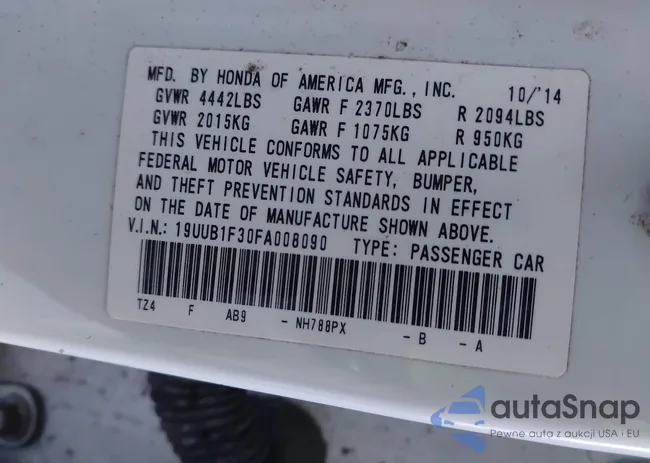 MFD. BY HONDA OF AMERICA MFG., INC. 10/'14
GVWR 4442LBS GAWR F 2370LBS R 2094LBS
GVWR 2015KG GAWR F 1075KG R 950KG
THIS VEHICLE CONFORMS TO ALL APPLICABLE
FEDERAL MOTOR VEHICLE SAFETY, BUMPER,
AND THEFT PREVENTION STANDARDS IN EFFECT
ON THE DATE OF MANUFACTURE SHOWN ABOVE.
V.I.N.: 19UUB1F30FA008090 TYPE: PASSENGER CAR
TZ4 F AB9 - NH788PX - B - A
autaSnap
Pewne auta z aukcji USA i EU